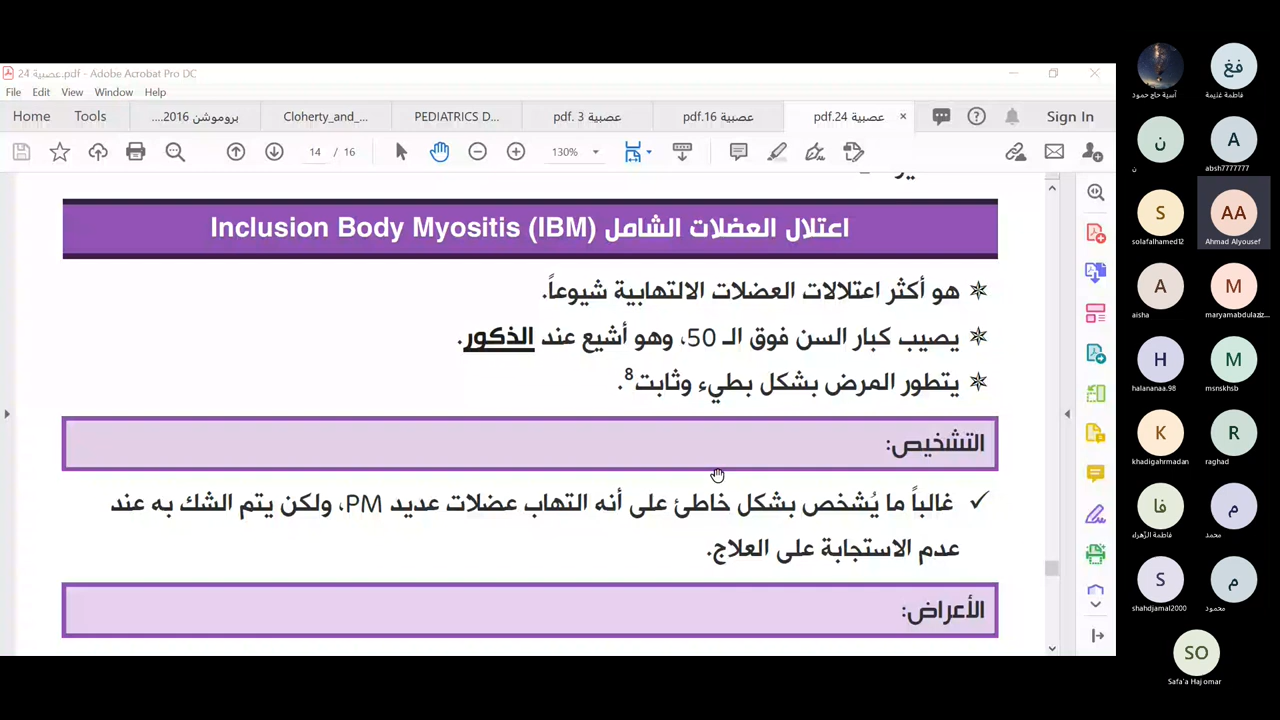 عصبية 24.pdf - Adobe Acrobat Pro DC
File Edit View Window Help
Home Tools بروموشن 2016.... Cloherty_and_... PEDIATRICS D... عصبية 3 .pdf عصبية 16.pdf عصبية 24.pdf × Sign In
14 / 16 130%
اعتلال العضلات الشامل Inclusion Body Myositis (IBM)
هو أكثر اعتلالات العضلات الالتهابية شيوعاً.
يصيب كبار السن فوق الـ 50، وهو أشيع عند الذكور.
يتطور المرض بشكل بطيء وثابت8.
التشخيص:
✓ غالباً ما يُشخص بشكل خاطئ على أنه التهاب عضلات عديد PM، ولكن يتم الشك به عند
عدم الاستجابة على العلاج.
الأعراض:
آسية حاج حمود
فغ
فاطمة غنيمة
ن
ن
A
absh7777777
S
solafalhamed12
AA
Ahmad Alyousef
A
aisha
M
maryamabdulaziz...
H
halananaa.98
M
msnskhsb
K
khadigahrmadan
R
raghad
فا
فاطمة الزهراء
م
محمد
S
shahdjamal2000
م
محمود
SO
Safa'a Haj omar